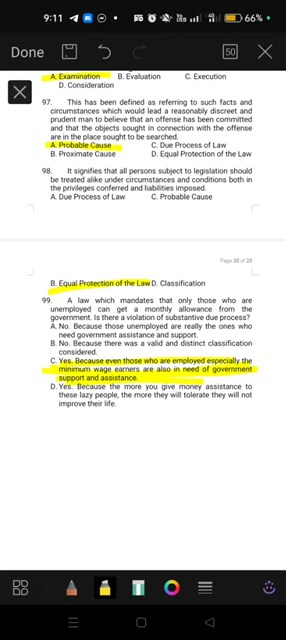 9:11
66%
Done
50
A. Examination B. Evaluation C. Execution
D. Consideration
97. This has been defined as referring to such facts and
circumstances which would lead a reasonably discreet and
prudent man to believe that an offense has been committed
and that the objects sought in connection with the offense
are in the place sought to be searched.
A. Probable Cause C. Due Process of Law
B. Proximate Cause D. Equal Protection of the Law
98. It signifies that all persons subject to legislation should
be treated alike under circumstances and conditions both in
the privileges conferred and liabilities imposed.
A. Due Process of Law C. Probable Cause
Page 20 of 20
B. Equal Protection of the Law D. Classification
99. A law which mandates that only those who are
unemployed can get a monthly allowance from the
government. Is there a violation of substantive due process?
A. No. Because those unemployed are really the ones who
need government assistance and support.
B. No. Because there was a valid and distinct classification
considered.
C. Yes. Because even those who are employed especially the
minimum wage earners are also in need of government
support and assistance.
D. Yes. Because the more you give money assistance to
these lazy people, the more they will tolerate they will not
improve their life.